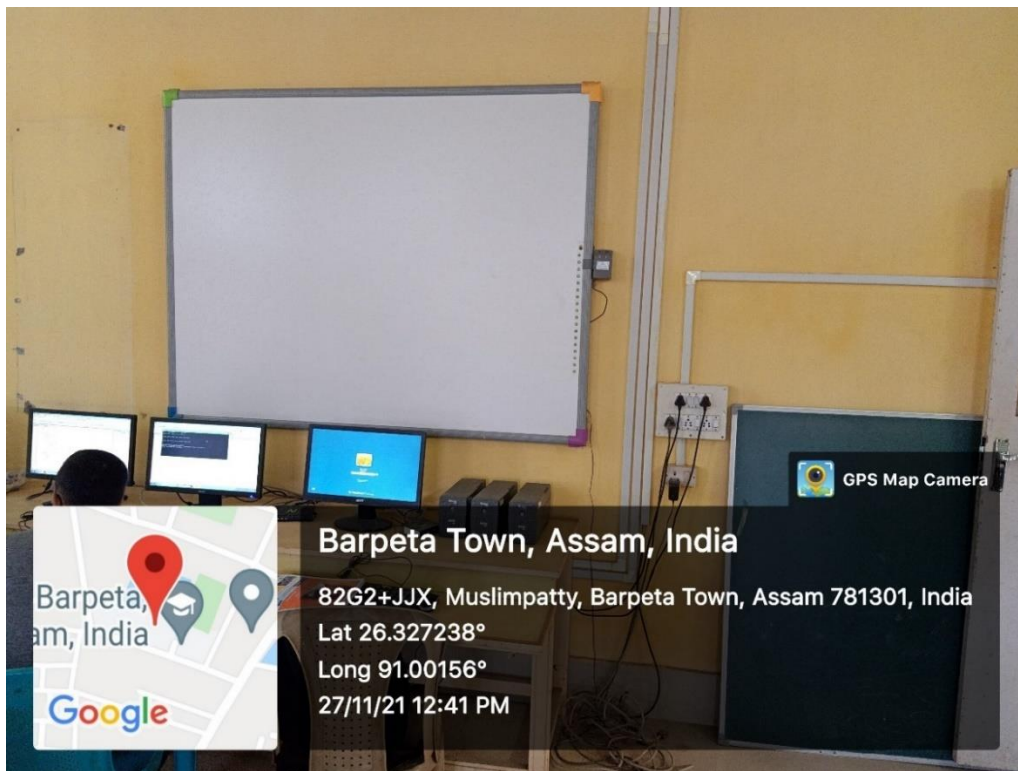 GPS Map Camera
Barpeta Town, Assam, India
82G2+JJX, Muslimpatty, Barpeta Town, Assam 781301, India
Lat 26.327238°
Long 91.00156°
27/11/21 12:41 PM
Barpeta,
am, India
Google